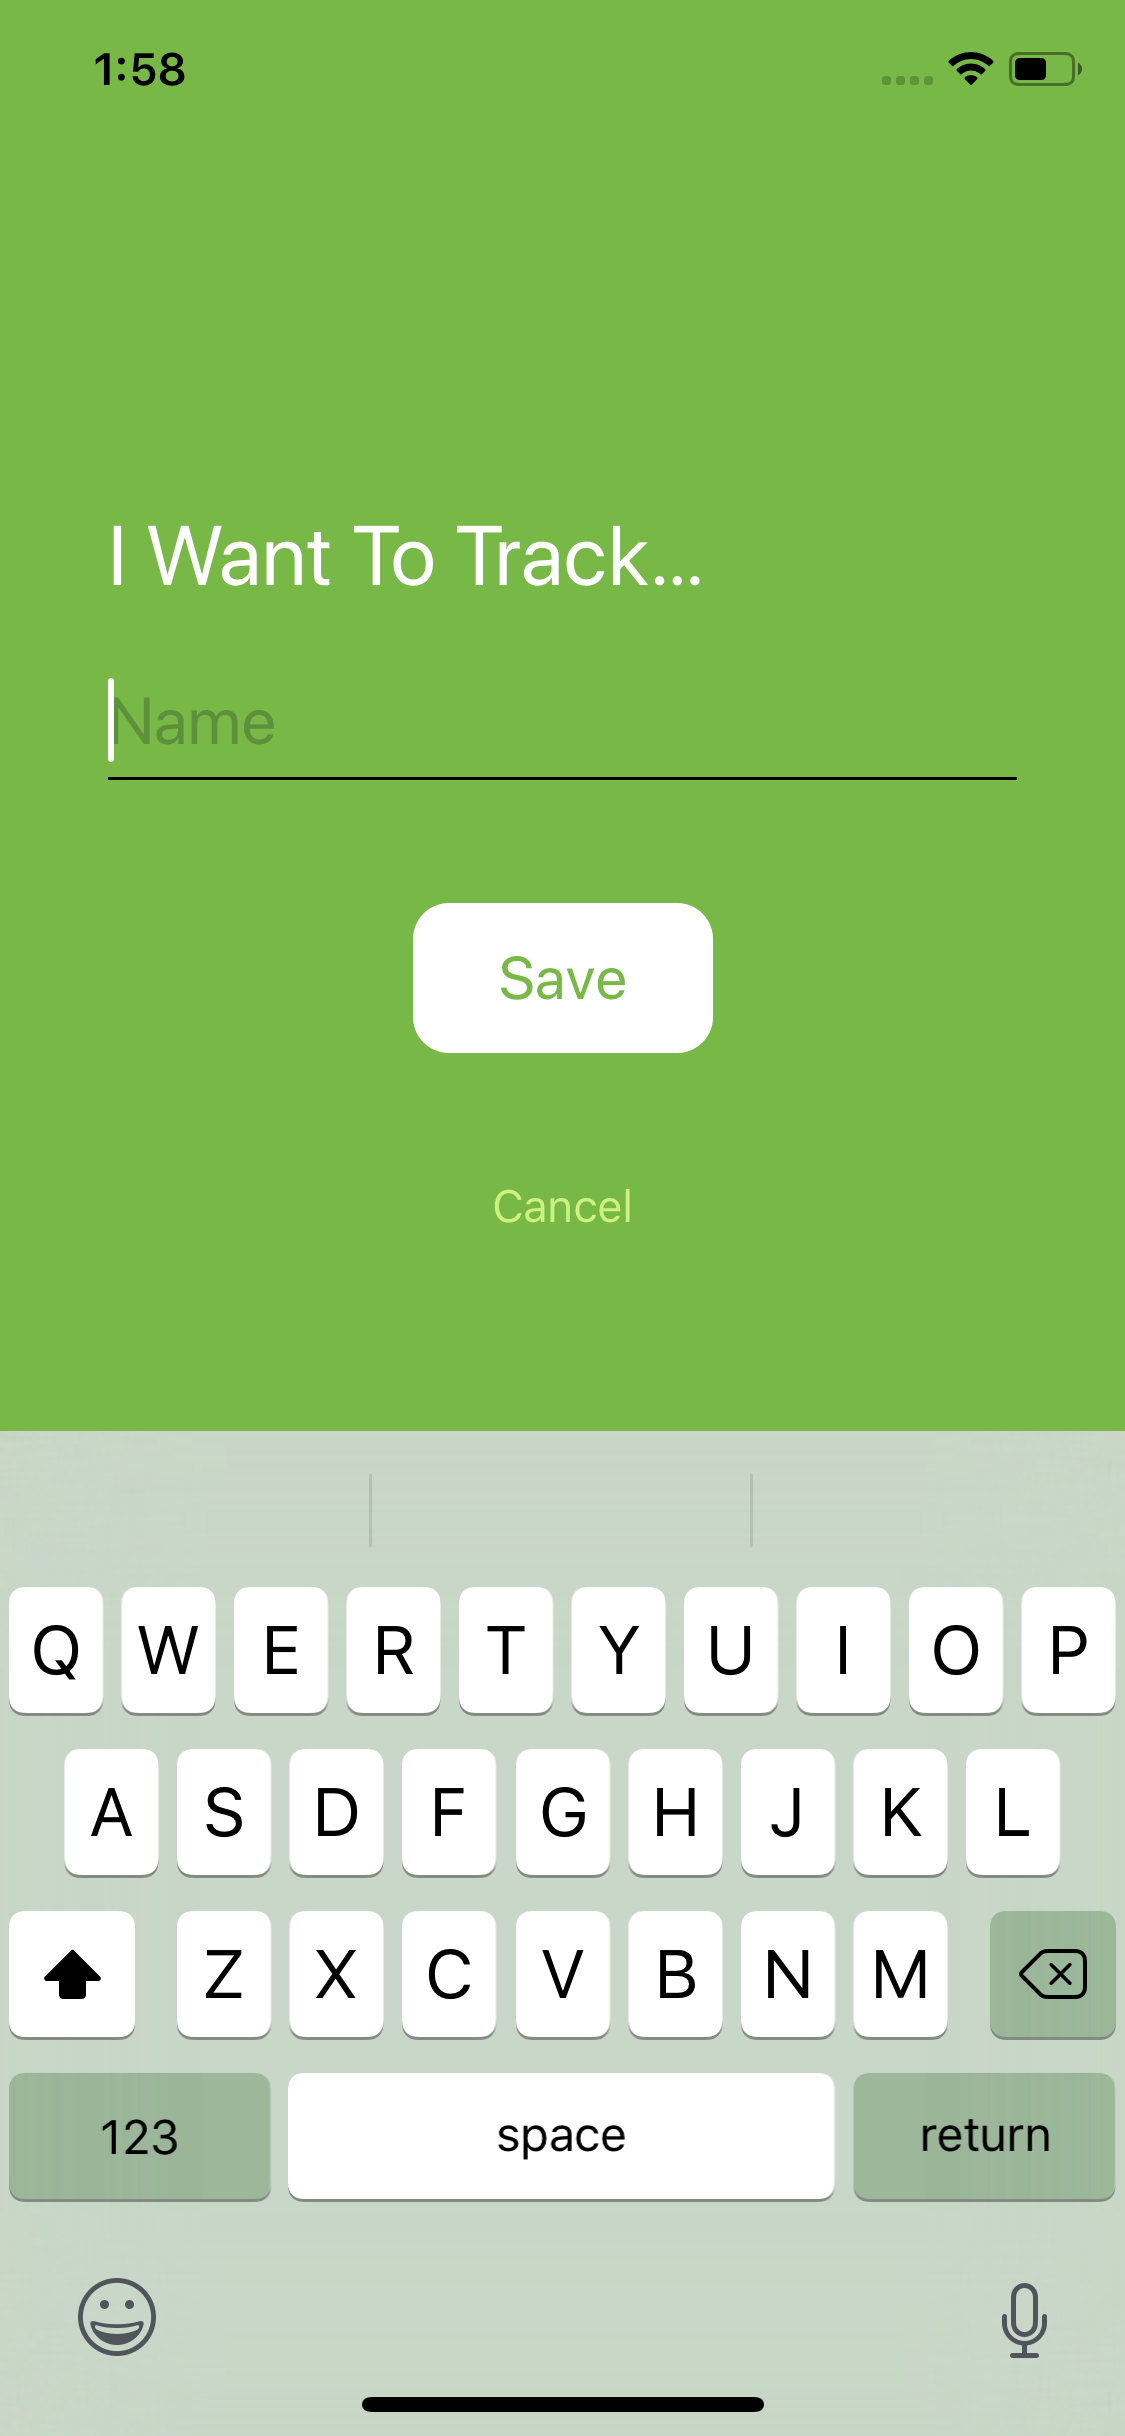 1:58
I Want To Track...
Name
Save
Cancel
Q W E R T Y U I O P
A S D F G H J K L
Z X C V B N M
123 space return